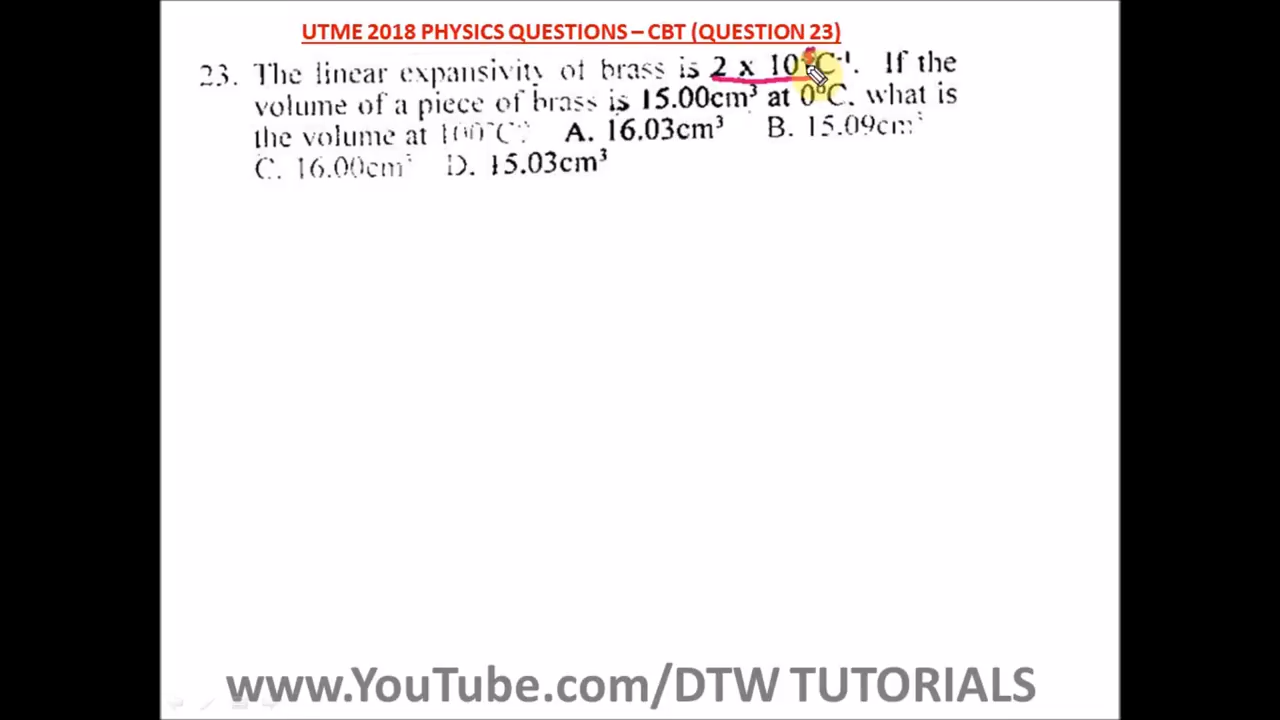 UTME 2018 PHYSICS QUESTIONS – CBT (QUESTION 23)
23. The linear expansivity of brass is 2 x 10 C⁻¹. If the
volume of a piece of brass is 15.00cm³ at 0°C. what is
the volume at 100°C? A. 16.03cm³ B. 15.09cm³
C. 16.00cm³ D. 15.03cm³
www.YouTube.com/DTW TUTORIALS